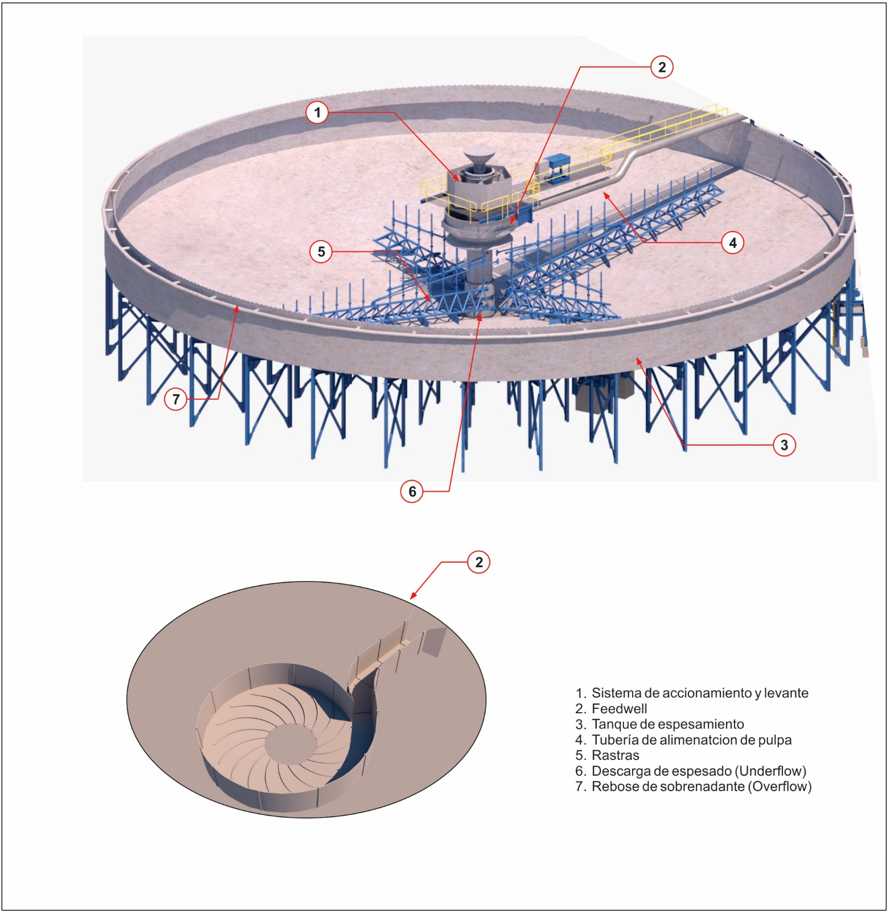 2
1
5
4
7
3
6
2
1. Sistema de accionamiento y levante
2. Feedwell
3. Tanque de espesamiento
4. Tubería de alimenatcion de pulpa
5. Rastras
6. Descarga de espesado (Underflow)
7. Rebose de sobrenadante (Overflow)